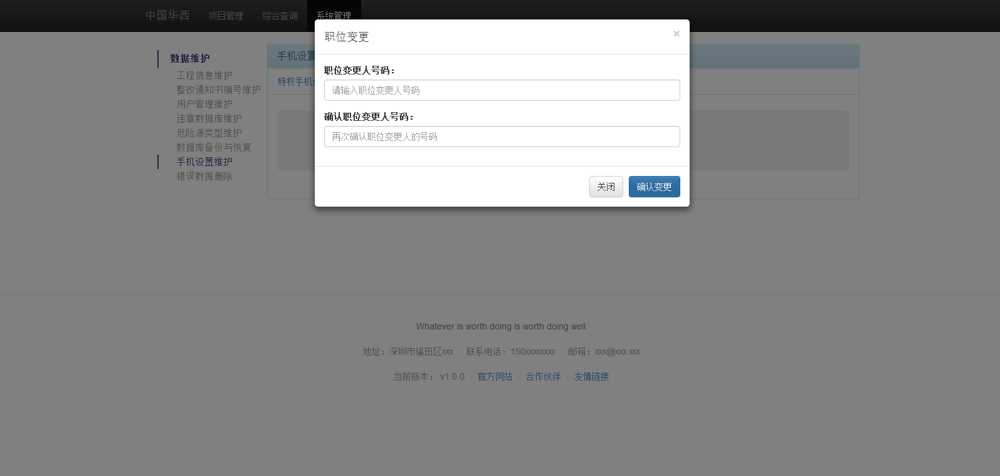 中国华西 项目管理 综合查询 系统管理
职位变更 ×
职位变更人号码：
请输入职位变更人号码
确认职位变更人号码：
再次确认职位变更人的号码
关闭 确认变更
数据维护
工程信息维护
整改通知书编号维护
用户管理维护
违章数据库维护
危险源类型维护
数据库备份与恢复
手机设置维护
错误数据删除
手机设置
特权手机
Whatever is worth doing is worth doing well.
地址：深圳市福田区xxx · 联系电话：150xxxxxxxx · 邮箱：xxx@xxx.xxx
当前版本： v1.0.0 · 官方网站 · 合作伙伴 · 友情链接